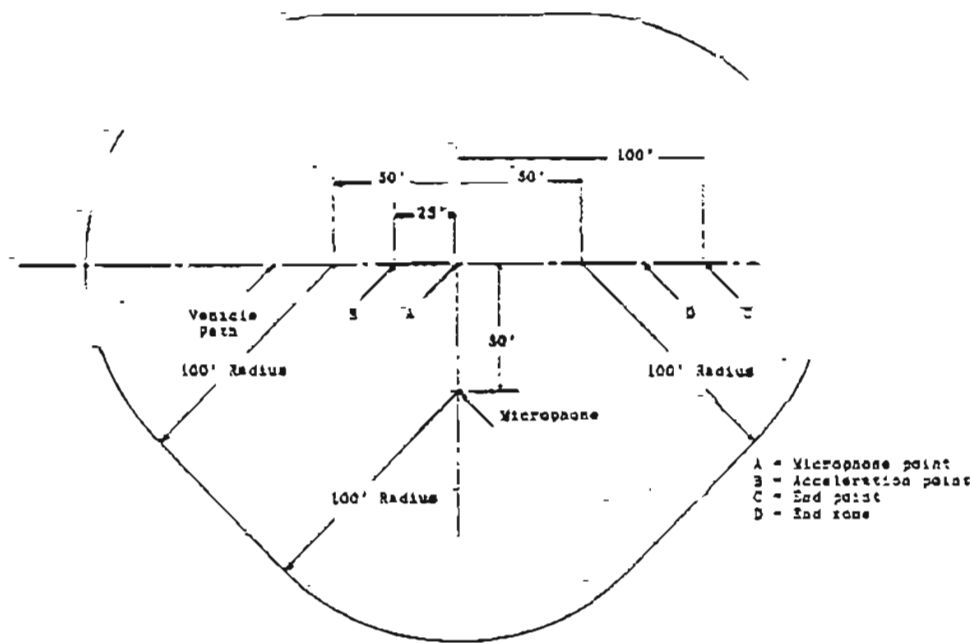 100'
50'
50'
25'
Vehicle
Path
B
A
D
C
50'
100' Radius
100' Radius
Microphone
100' Radius
A = Microphone point
B = Acceleration point
C = End point
D = End zone